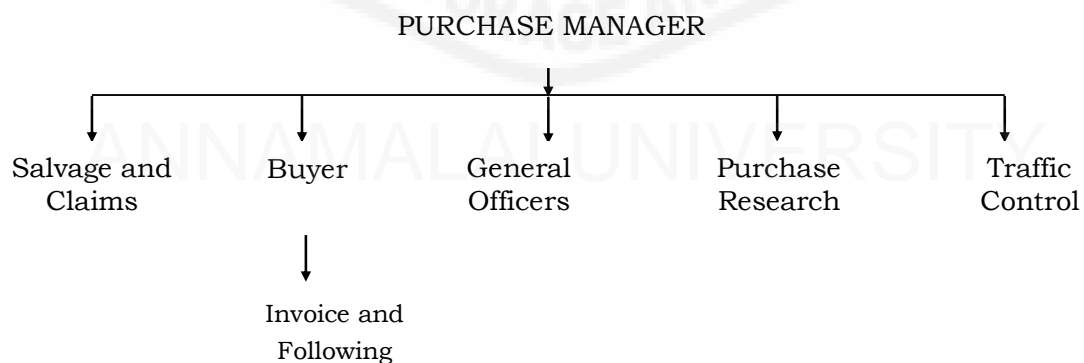 PURCHASE MANAGER
ANNAMALAI UNIVERSITY
Salvage and
Claims
Buyer
General
Officers
Purchase
Research
Traffic
Control
Invoice and
Following